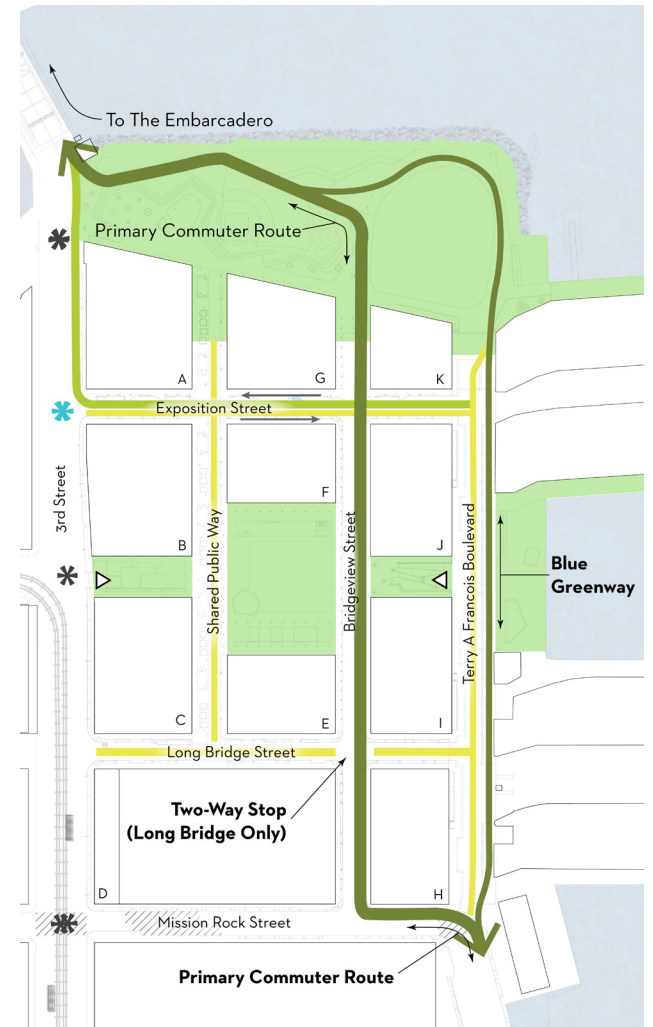 To The Embarcadero
Primary Commuter Route
A
G
K
Exposition Street
3rd Street
F
B
Shared Public Way
Bridgeview Street
J
Terry A Francois Boulevard
Blue
Greenway
C
E
I
Long Bridge Street
Two-Way Stop
(Long Bridge Only)
D
H
Mission Rock Street
Primary Commuter Route